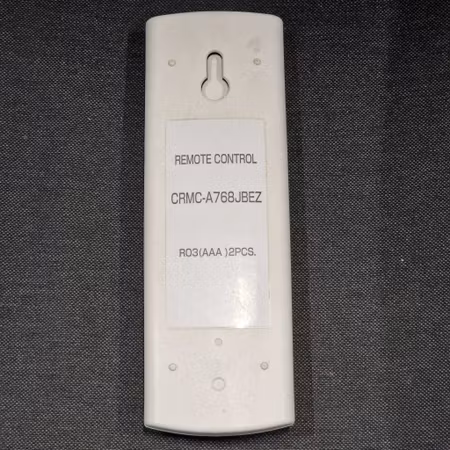 REMOTE CONTROL
CRMC-A768JBEZ
R03(AAA )2PCS.